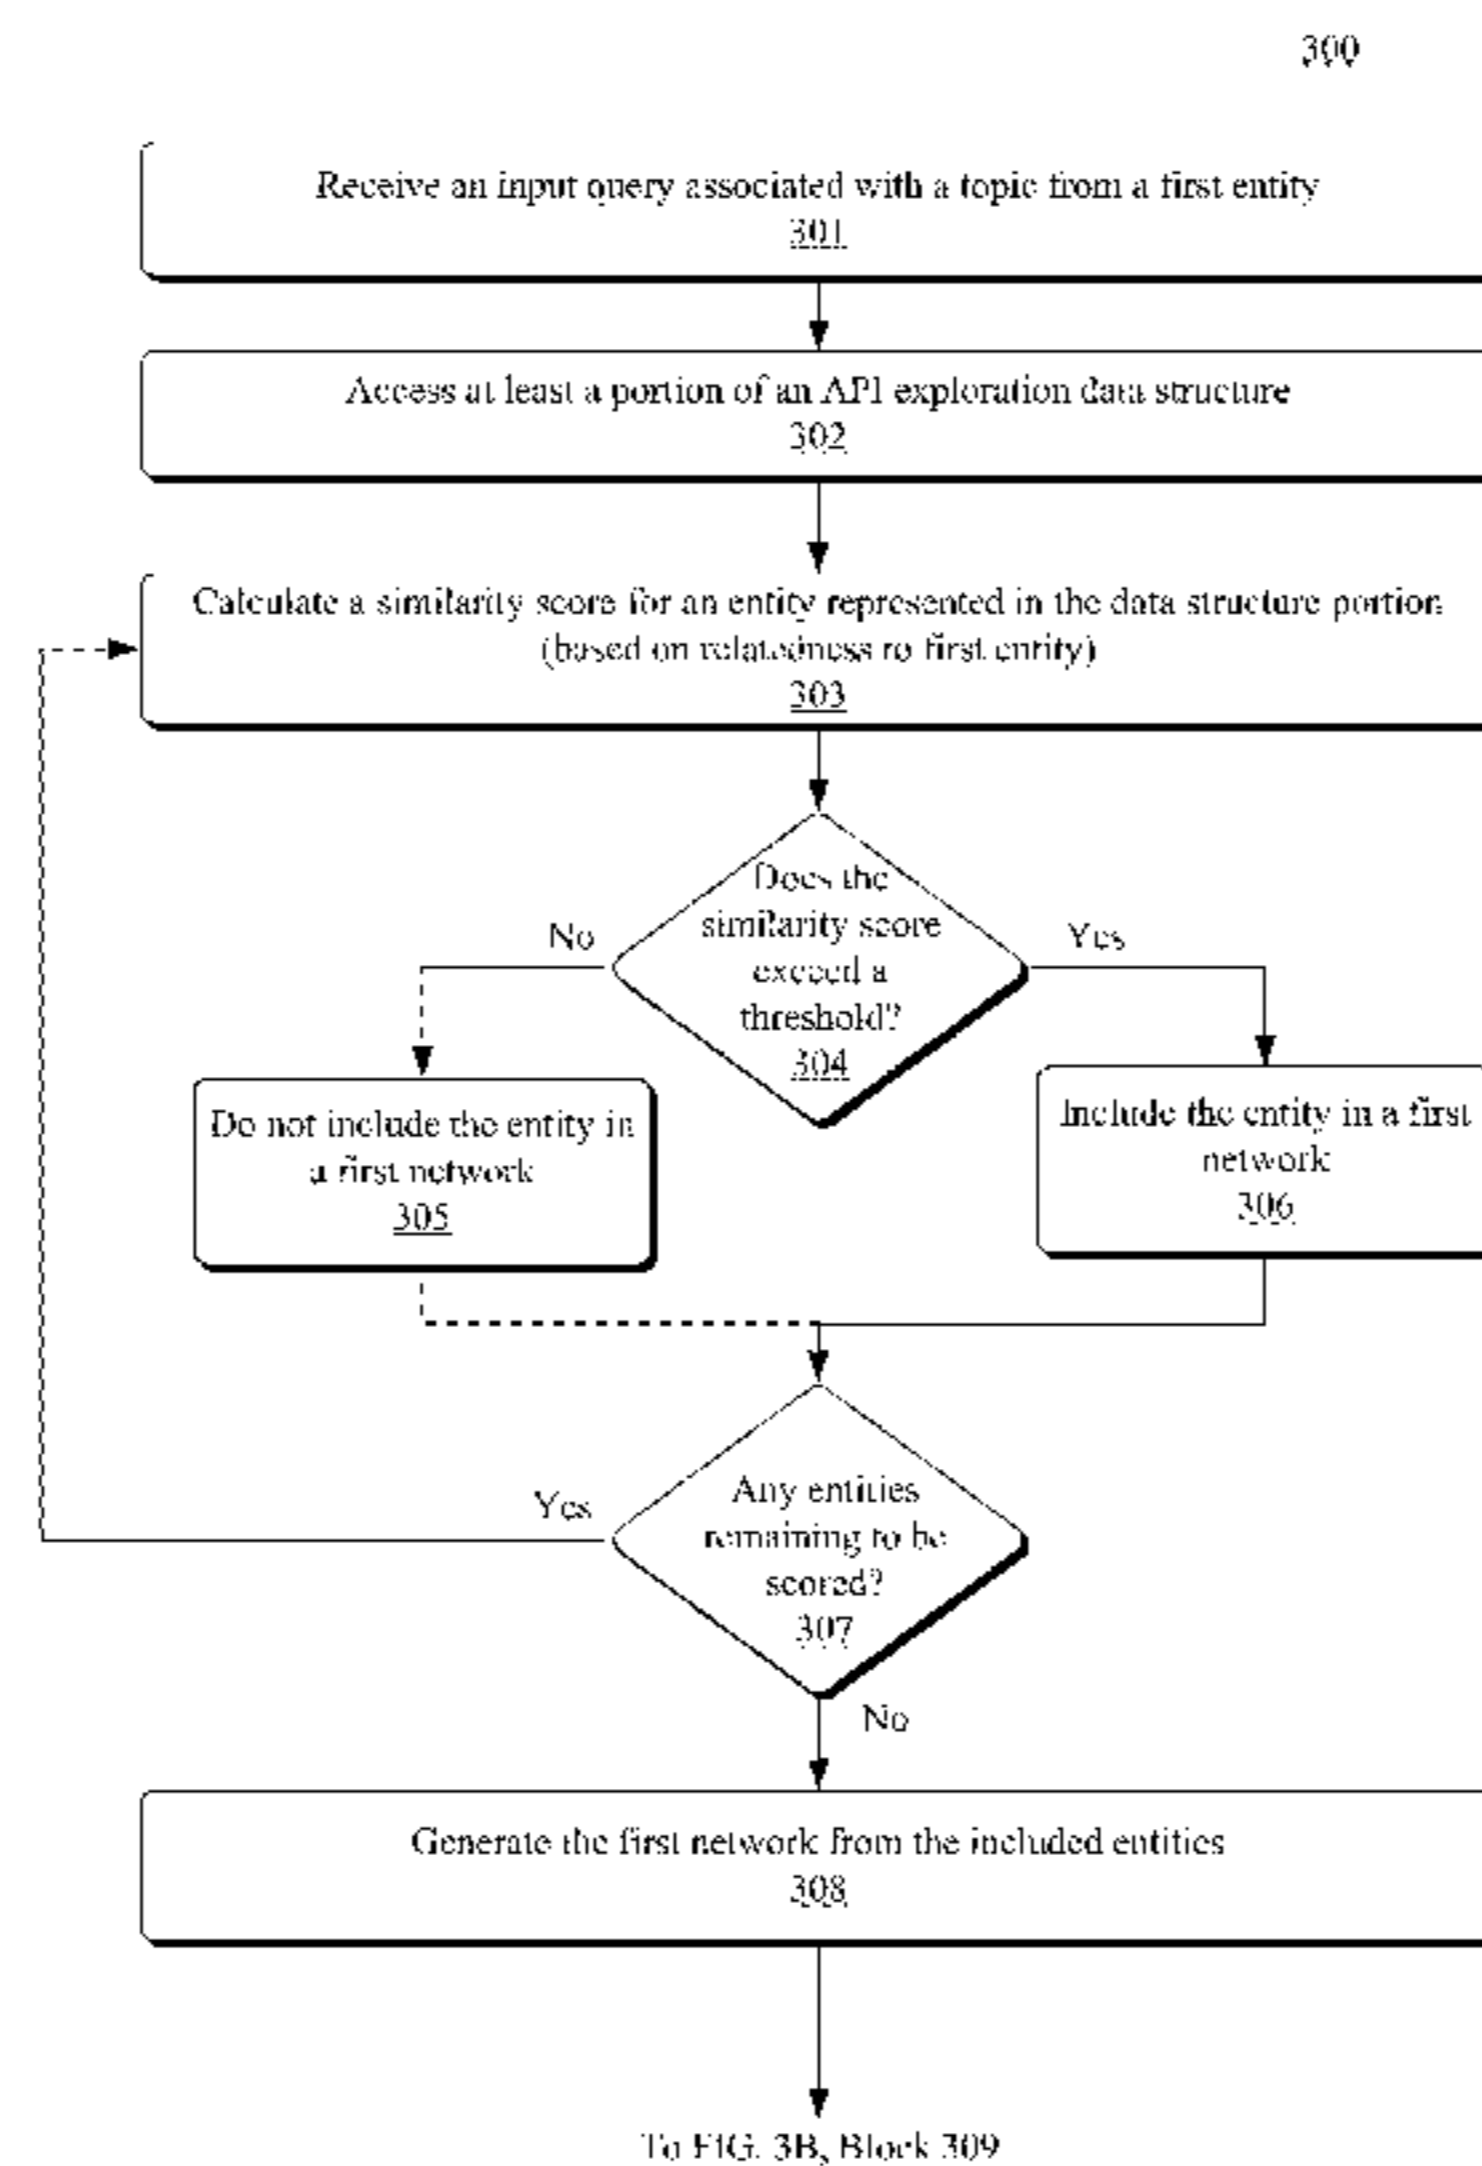 300
Receive an input query associated with a topic from a first entity
301
Access at least a portion of an API exploration data structure
302
Calculate a similarity score for an entity represented in the data structure portion
(based on relatedness to first entity)
303
Does the
similarity score
exceed a
threshold?
304
No
Yes
Do not include the entity in
a first network
305
Include the entity in a first
network
306
Any entities
remaining to be
scored?
307
Yes
No
Generate the first network from the included entities
308
To FIG. 3B, Block 309